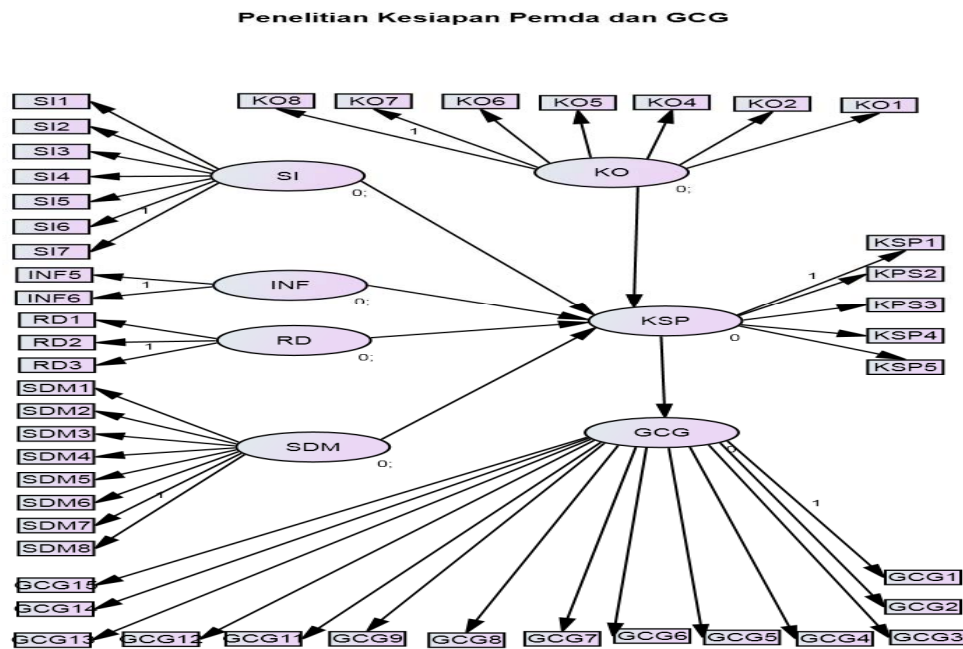 Penelitian Kesiapan Pemda dan GCG
SI1
KO8 KO7 KO6 KO5 KO4 KO2 KO1
SI2
SI3
SI4
SI5
SI6
SI7
1
SI
0;
1
KO
0;
INF5
INF6
1
INF
0;
RD1
RD2
RD3
1
RD
0;
KSP1
KPS2
KPS3
KSP4
KSP5
1
KSP
0
SDM1
SDM2
SDM3
SDM4
SDM5
SDM6
SDM7
SDM8
1
SDM
0;
GCG
0
1
GCG15
GCG14
GCG13 GCG12 GCG11 GCG9 GCG8 GCG7 GCG6 GCG5 GCG4 GCG3
GCG1
GCG2